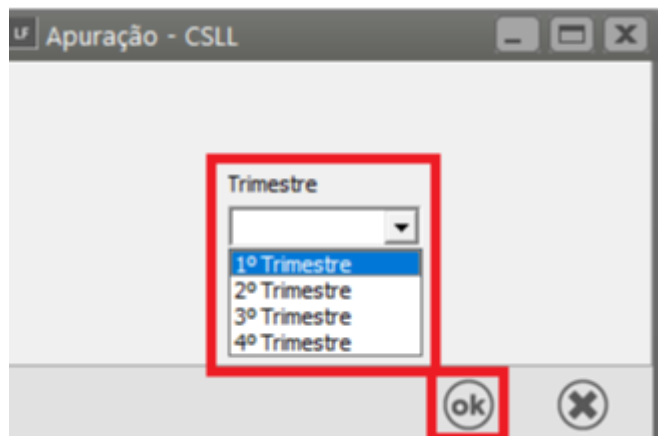 LF Apuração - CSLL
Trimestre
1º Trimestre
2º Trimestre
3º Trimestre
4º Trimestre
ok